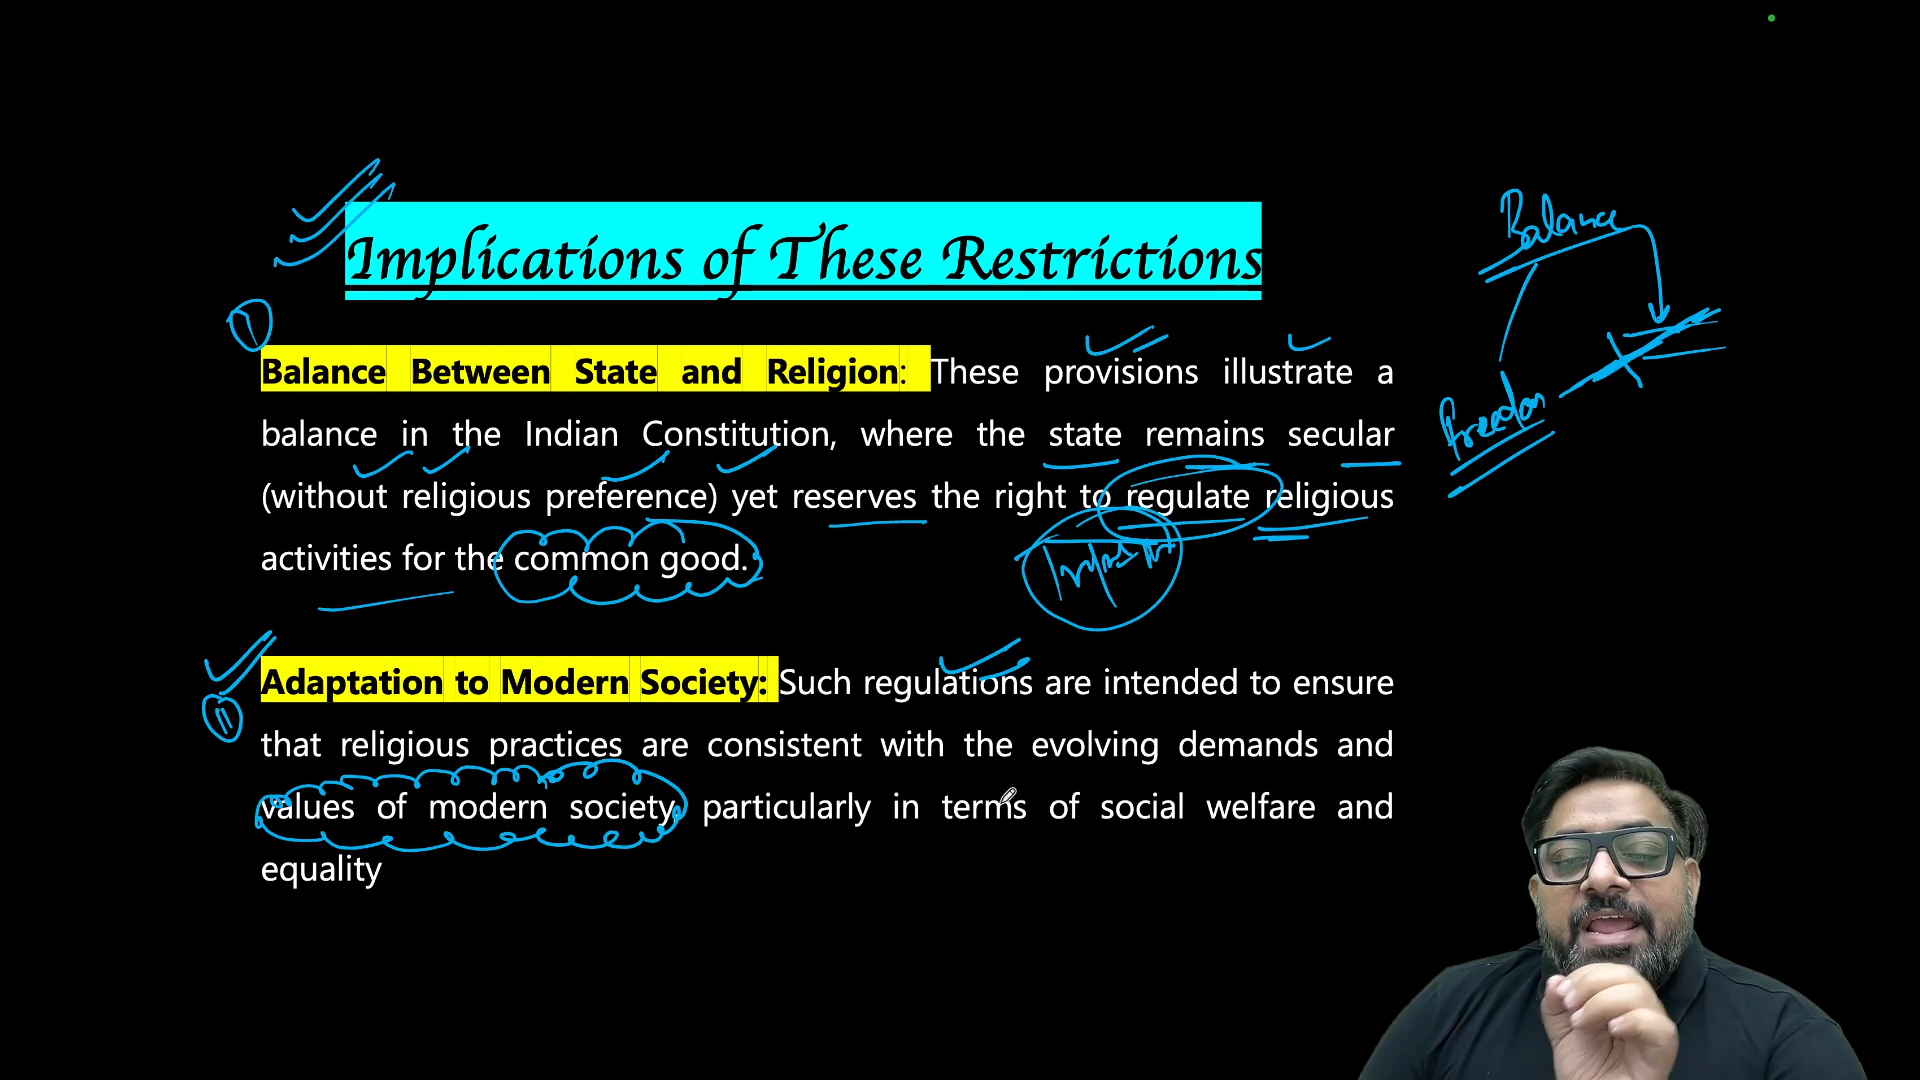 Implications of These Restrictions
Balance
①
Balance Between State and Religion: These provisions illustrate a
balance in the Indian Constitution, where the state remains secular
Freedom
(without religious preference) yet reserves the right to regulate religious
activities for the common good.
Adaptation to Modern Society: Such regulations are intended to ensure
II
that religious practices are consistent with the evolving demands and
values of modern society, particularly in terms of social welfare and
equality